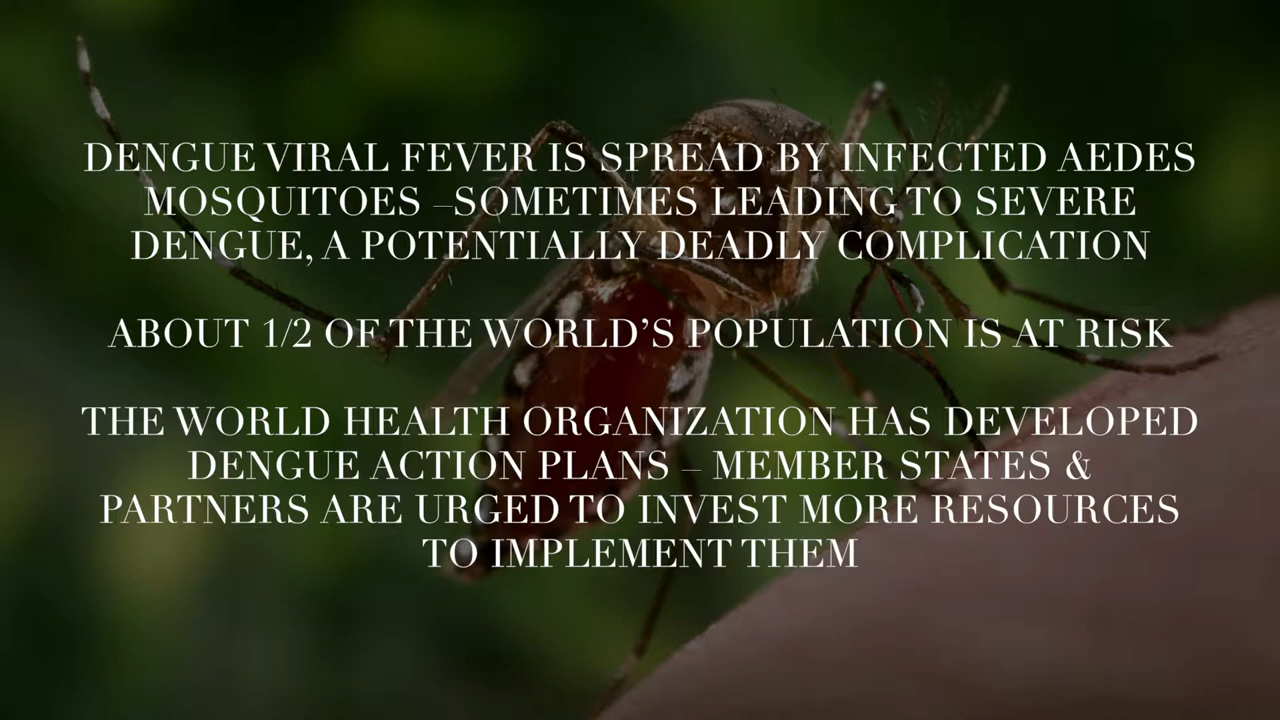 DENGUE VIRAL FEVER IS SPREAD BY INFECTED AEDES
MOSQUITOES –SOMETIMES LEADING TO SEVERE
DENGUE, A POTENTIALLY DEADLY COMPLICATION
ABOUT 1/2 OF THE WORLD’S POPULATION IS AT RISK
THE WORLD HEALTH ORGANIZATION HAS DEVELOPED
DENGUE ACTION PLANS – MEMBER STATES &
PARTNERS ARE URGED TO INVEST MORE RESOURCES
TO IMPLEMENT THEM